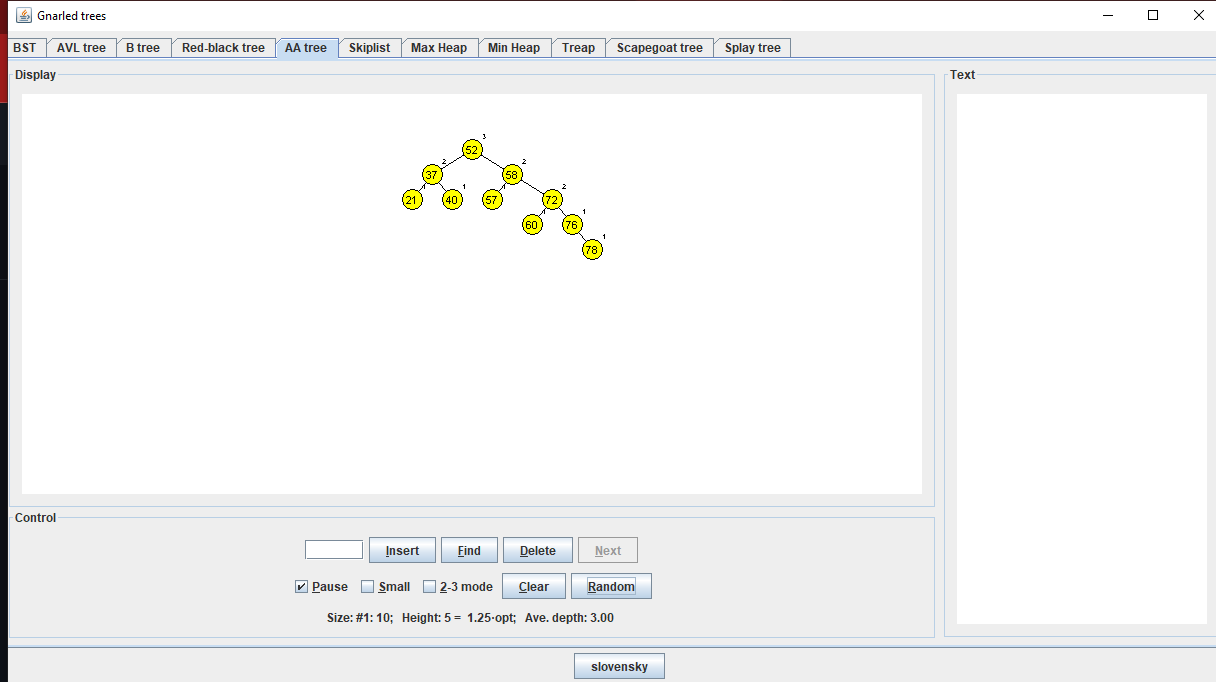 Gnarled trees
BST AVL tree B tree Red-black tree AA tree Skiplist Max Heap Min Heap Treap Scapegoat tree Splay tree
Display
Text
3
52
2 2
37 58
1 1 1 2
21 40 57 72
1 1
60 76
1
78
Control
Insert Find Delete Next
Pause Small 2-3 mode Clear Random
Size: #1: 10; Height: 5 = 1.25·opt; Ave. depth: 3.00
slovensky